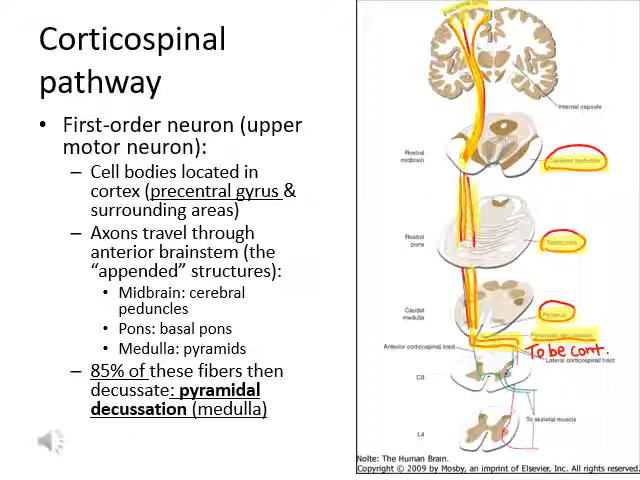 Corticospinal
pathway
• First-order neuron (upper
motor neuron):
– Cell bodies located in
cortex (precentral gyrus &
surrounding areas)
– Axons travel through
anterior brainstem (the
“appended” structures):
• Midbrain: cerebral
peduncles
• Pons: basal pons
• Medulla: pyramids
– 85% of these fibers then
decussate: pyramidal
decussation (medulla)
Precentral gyrus
Internal capsule
Rostral
midbrain
Cerebral peduncle
Rostral
pons
Basal pons
Caudal
medulla
Pyramid
Pyramidal decussation
To be cont.
Anterior corticospinal tract
Lateral corticospinal tract
C8
To skeletal muscle
L4
Nolte: The Human Brain.
Copyright © 2009 by Mosby, an imprint of Elsevier, Inc. All rights reserved.